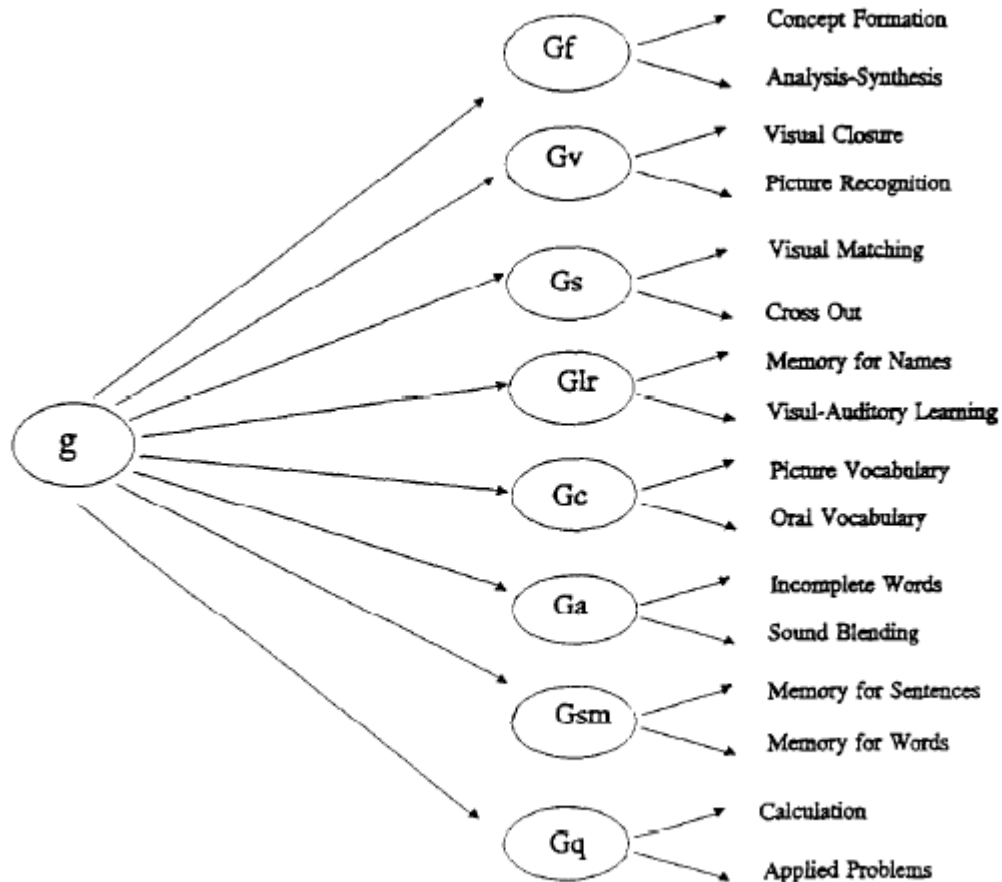 Gf
Concept Formation
Analysis-Synthesis
Gv
Visual Closure
Picture Recognition
Gs
Visual Matching
Cross Out
Glr
Memory for Names
Visul-Auditory Learning
g
Gc
Picture Vocabulary
Oral Vocabulary
Ga
Incomplete Words
Sound Blending
Gsm
Memory for Sentences
Memory for Words
Gq
Calculation
Applied Problems